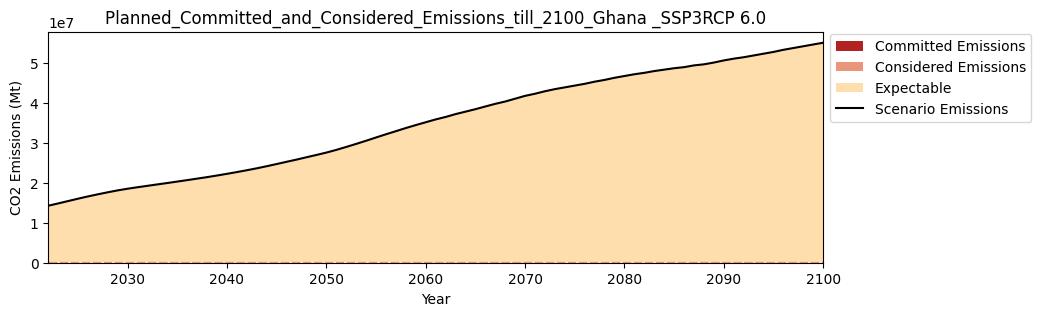 Planned_Committed_and_Considered_Emissions_till_2100_Ghana _SSP3RCP 6.0
1e7
5
4
3
2
1
0
CO2 Emissions (Mt)
2030 2040 2050 2060 2070 2080 2090 2100
Year
Committed Emissions
Considered Emissions
Expectable
Scenario Emissions